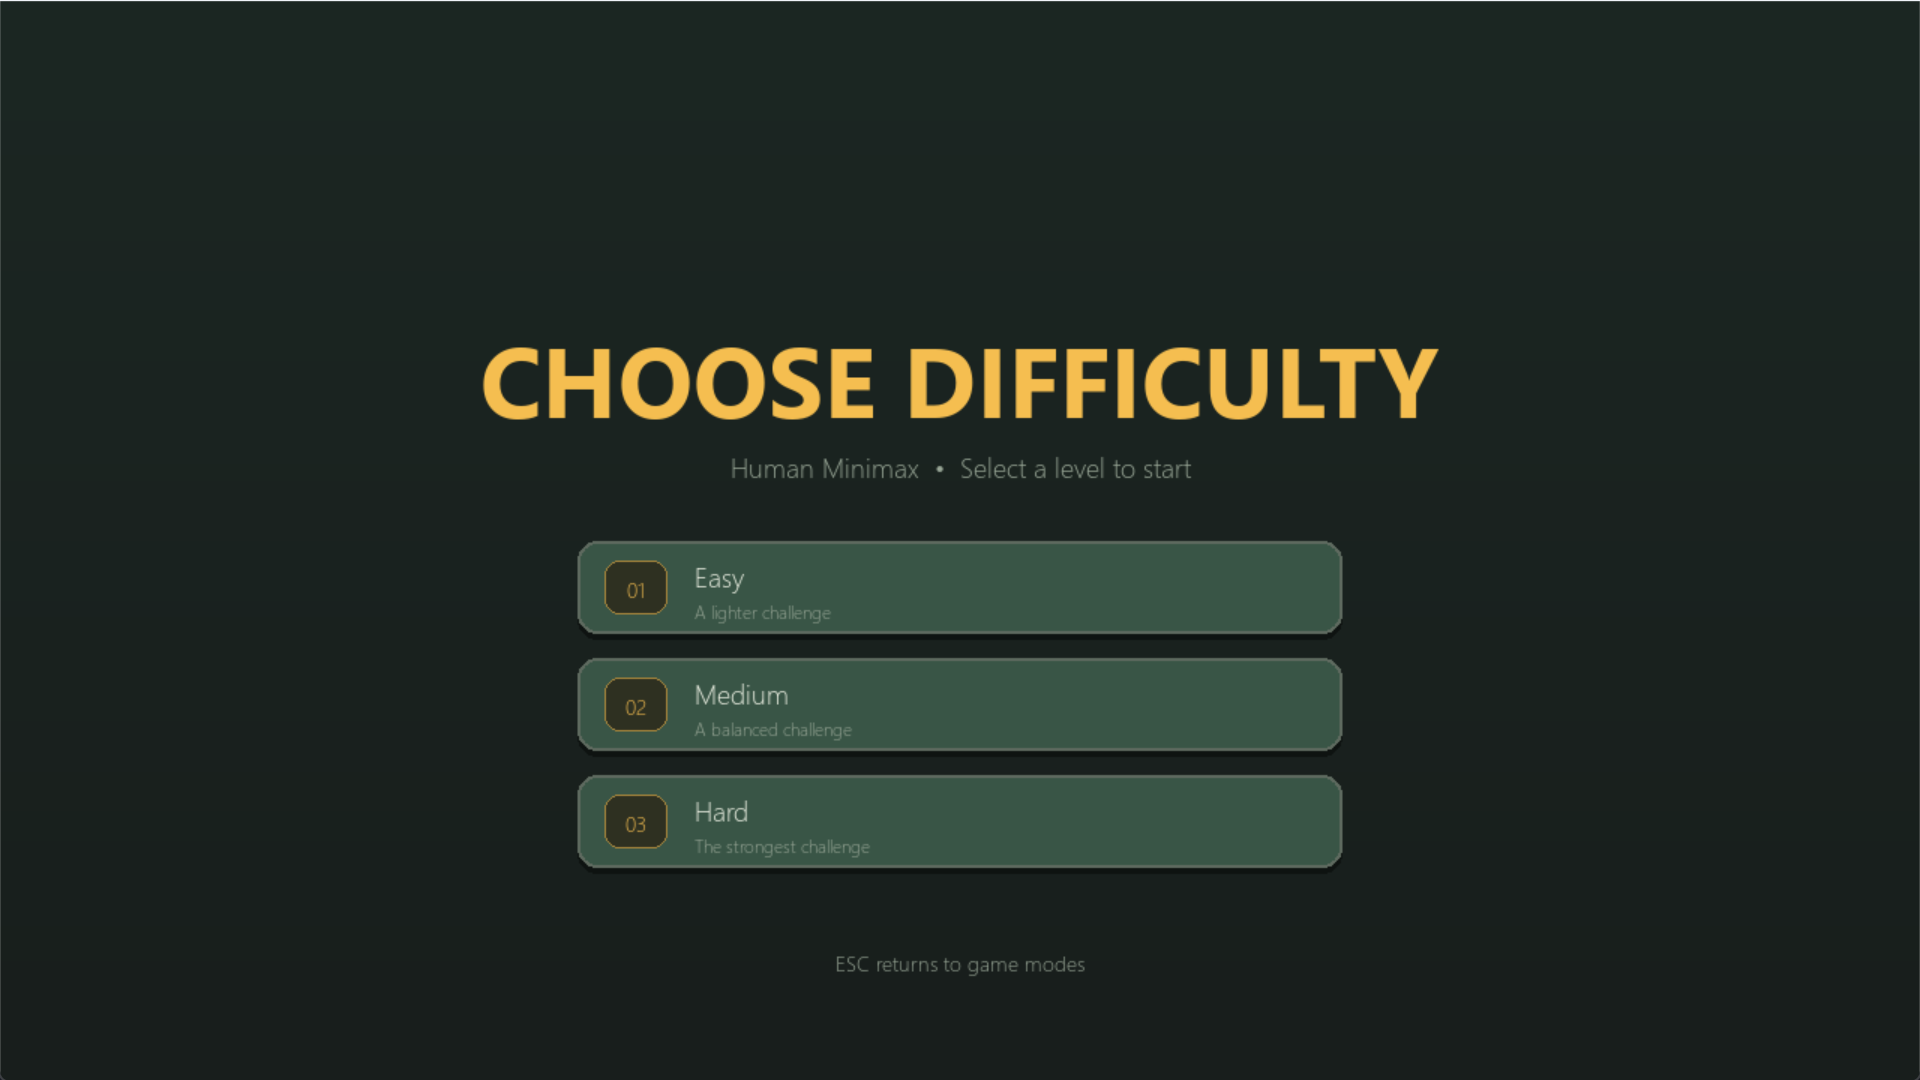 CHOOSE DIFFICULTY
Human Minimax • Select a level to start
01
Easy
A lighter challenge
02
Medium
A balanced challenge
03
Hard
The strongest challenge
ESC returns to game modes